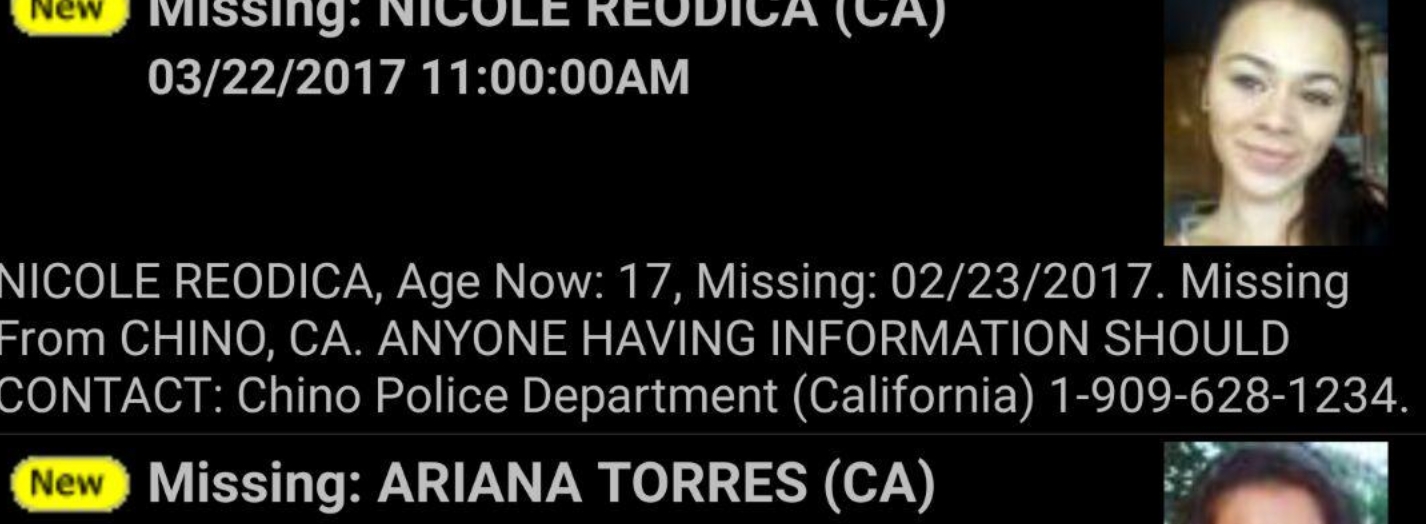 New Missing: NICOLE REODICA (CA)
03/22/2017 11:00:00AM
NICOLE REODICA, Age Now: 17, Missing: 02/23/2017. Missing
From CHINO, CA. ANYONE HAVING INFORMATION SHOULD
CONTACT: Chino Police Department (California) 1-909-628-1234.
New Missing: ARIANA TORRES (CA)